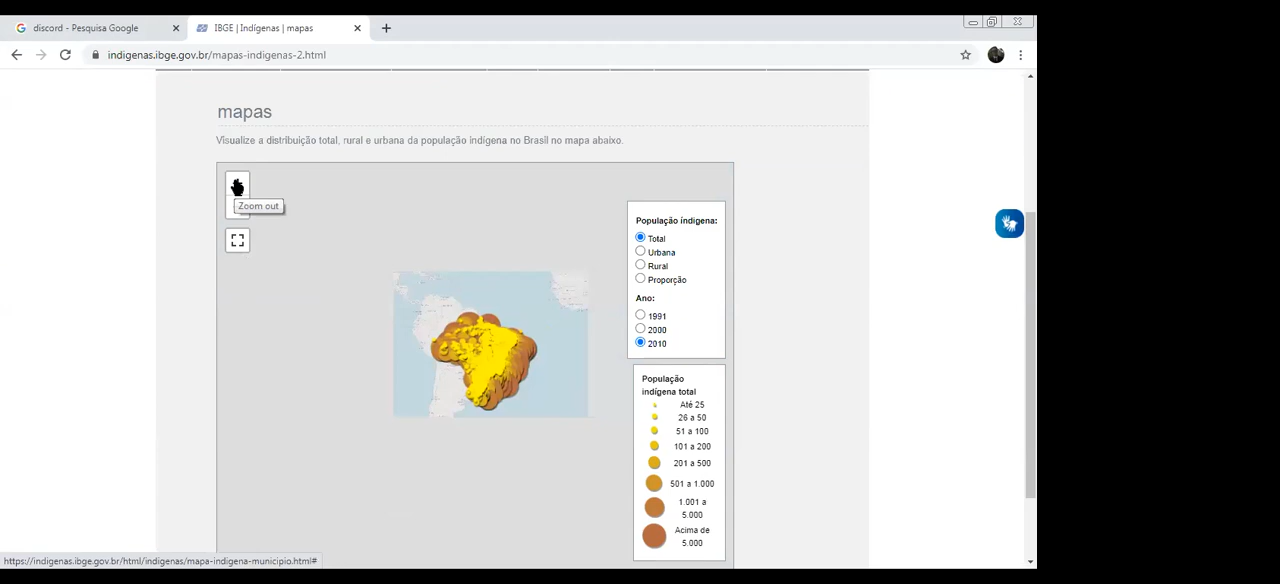 discord - Pesquisa Google
IBGE | Indígenas | mapas
indigenas.ibge.gov.br/mapas-indigenas-2.html
mapas
Visualize a distribuição total, rural e urbana da população indígena no Brasil no mapa abaixo.
Zoom out
População indígena:
Total
Urbana
Rural
Proporção
Ano:
1991
2000
2010
População
indígena total
Até 25
26 a 50
51 a 100
101 a 200
201 a 500
501 a 1.000
1.001 a
5.000
Acima de
5.000
https://indigenas.ibge.gov.br/html/indigenas/mapa-indigena-municipio.html#